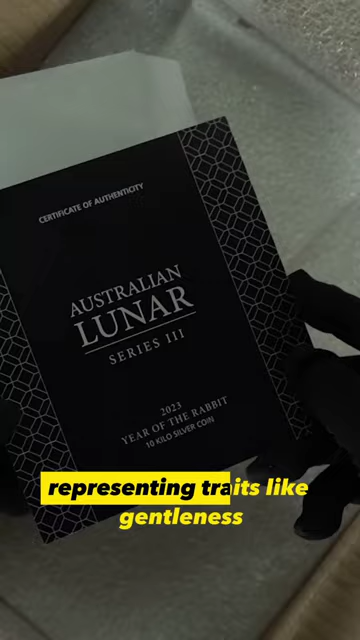 CERTIFICATE OF AUTHENTICITY
AUSTRALIAN
LUNAR
SERIES III
2023
YEAR OF THE RABBIT
10 KILO SILVER COIN
representing traits like
gentleness